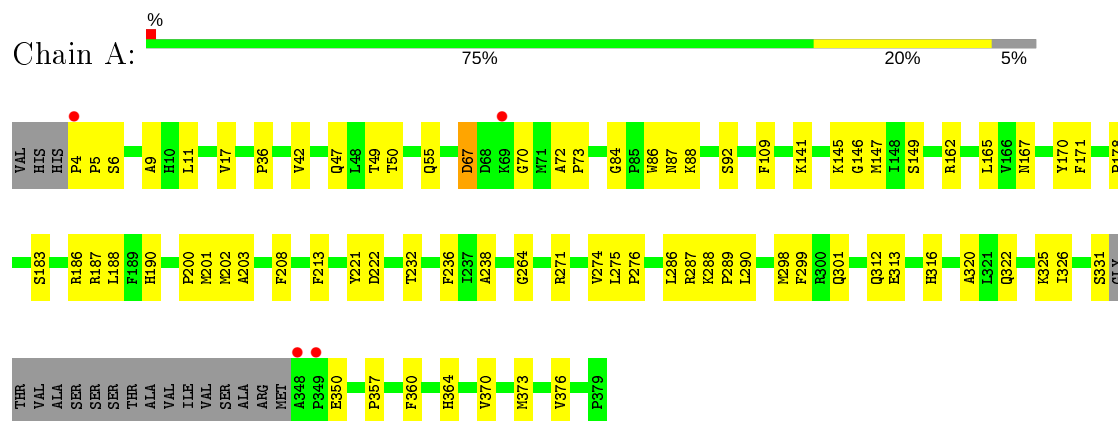 %
Chain A:
75% 20% 5%
VAL HIS HIS P4 P5 S6 A9 H10 L11 V17 P36 V42 Q47 L48 T49 T50 Q55 D67 D68 K69 G70 M71 A72 P73 G84 P85 W86 N87 K88 S92 F109 K141 K145 G146 M147 I148 S149 R162 L165 V166 N167 Y170 F171
S183 R186 R187 L188 F189 H190 P200 M201 M202 A203 F208 F213 Y221 D222 T232 F236 I237 A238 G264 R271 V274 L275 P276 L286 R287 K288 P289 L290 M298 F299 R300 Q301 Q312 E313 H316 A320 L321 Q322 K325 I326 S331
THR VAL ALA SER SER SER THR ALA VAL ILE VAL SER ALA ARG MET A348 P349 E350 P357 F360 H364 V370 M373 V376 P379